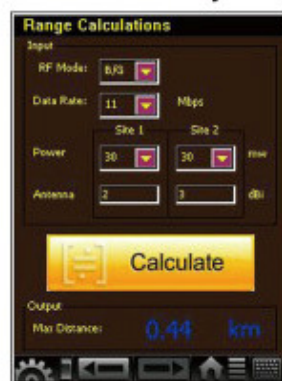 Range Calculations
Input
RF Mode: B/G
Data Rate: 11 Mbps
Site 1 Site 2
Power 30 30 mw
Antenna 2 3 dBi
Calculate
Output
Max Distance: 0.44 km